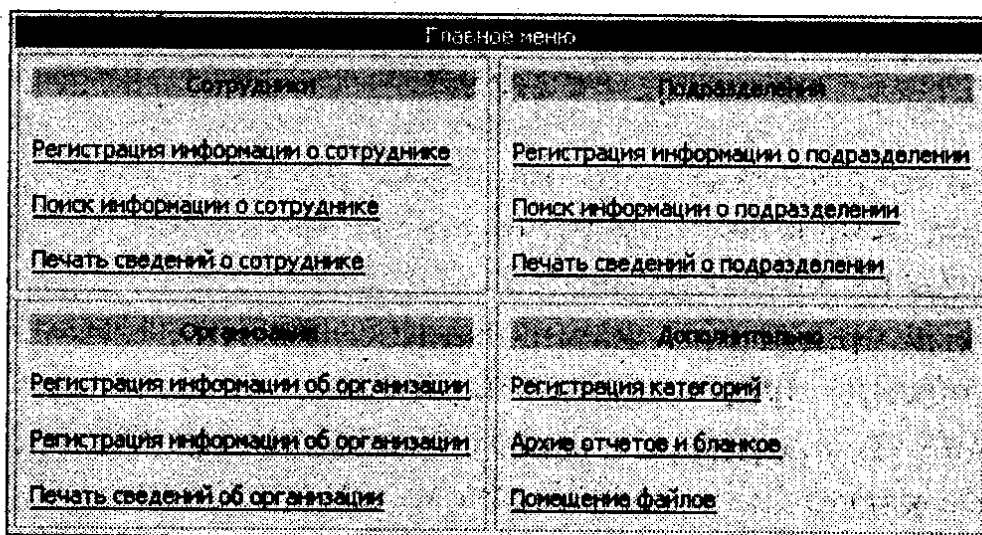 Главное меню
Сотрудники
Регистрация информации о сотруднике
Поиск информации о сотруднике
Печать сведений о сотруднике
Подразделения
Регистрация информации о подразделении
Поиск информации о подразделении
Печать сведений о подразделении
Организации
Регистрация информации об организации
Регистрация информации об организации
Печать сведений об организации
Дополнительно
Регистрация категорий
Архив отчетов и бланков
Помещение файлов